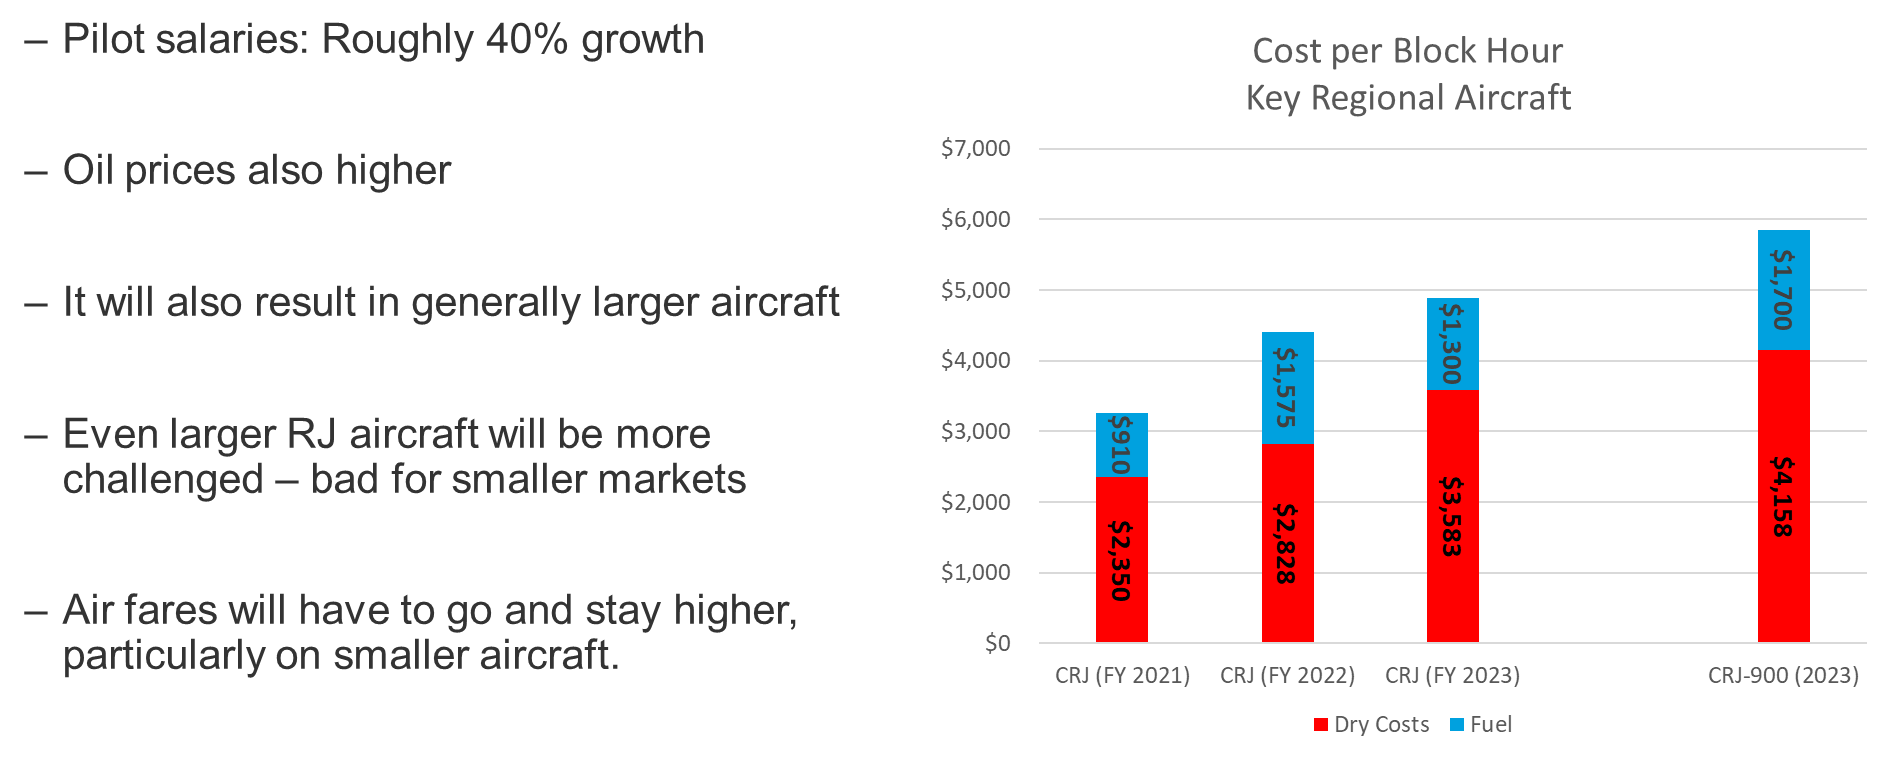 – Pilot salaries: Roughly 40% growth
– Oil prices also higher
– It will also result in generally larger aircraft
– Even larger RJ aircraft will be more
challenged – bad for smaller markets
– Air fares will have to go and stay higher,
particularly on smaller aircraft.
Cost per Block Hour
Key Regional Aircraft
$7,000
$6,000
$5,000
$4,000
$3,000
$2,000
$1,000
$0
$910
$2,350
$1,575
$2,828
$1,300
$3,583
$1,700
$4,158
CRJ (FY 2021)
CRJ (FY 2022)
CRJ (FY 2023)
CRJ-900 (2023)
Dry Costs
Fuel